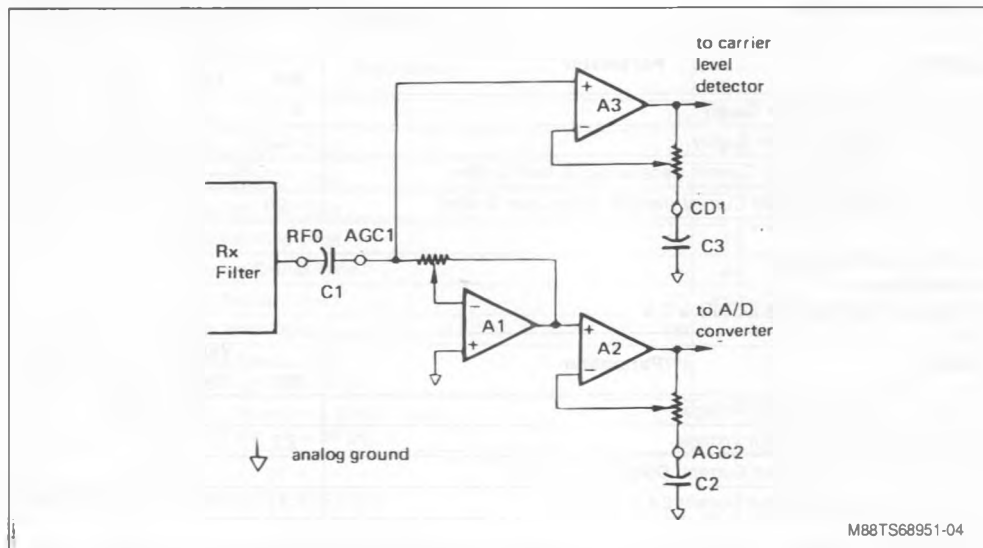 to carrier
level
detector
+
A3
−
CD1
C3
RF0
AGC1
Rx
Filter
C1
−
A1
+
+
A2
−
to A/D
converter
AGC2
C2
analog ground
M88TS68951-04